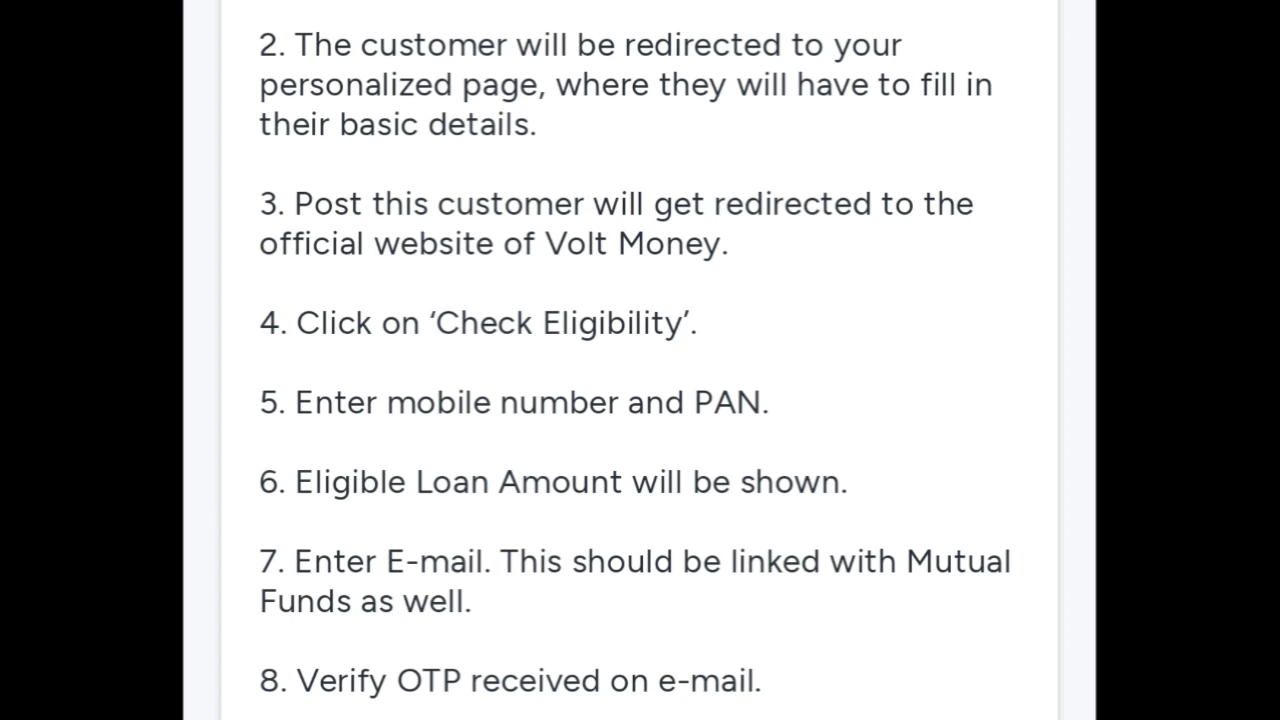 2. The customer will be redirected to your
personalized page, where they will have to fill in
their basic details.
3. Post this customer will get redirected to the
official website of Volt Money.
4. Click on ‘Check Eligibility’.
5. Enter mobile number and PAN.
6. Eligible Loan Amount will be shown.
7. Enter E-mail. This should be linked with Mutual
Funds as well.
8. Verify OTP received on e-mail.